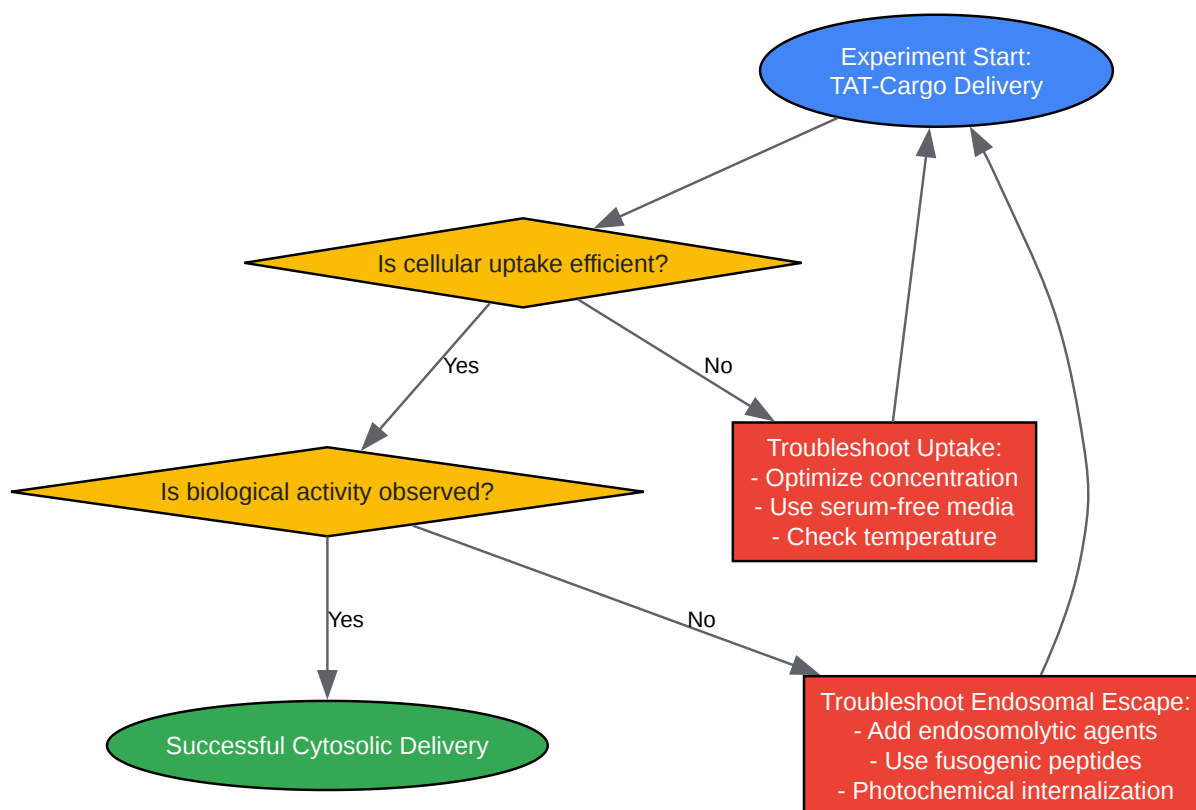 Experiment Start:
TAT-Cargo Delivery
Is cellular uptake efficient?
Yes
No
Troubleshoot Uptake:
- Optimize concentration
- Use serum-free media
- Check temperature
Is biological activity observed?
Yes
No
Successful Cytosolic Delivery
Troubleshoot Endosomal Escape:
- Add endosomolytic agents
- Use fusogenic peptides
- Photochemical internalization